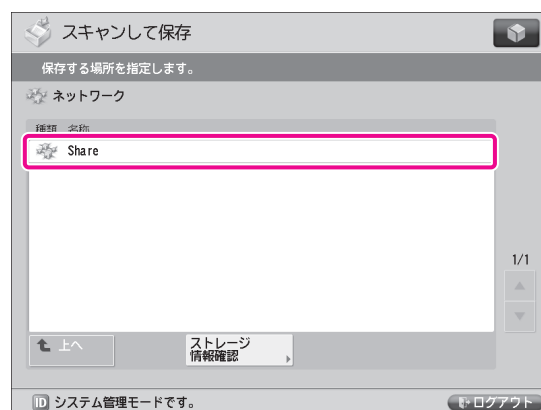 スキャンして保存
保存する場所を指定します。
ネットワーク
種類 名称
Share
1/1
上へ
ストレージ
情報確認
ID システム管理モードです。
ログアウト